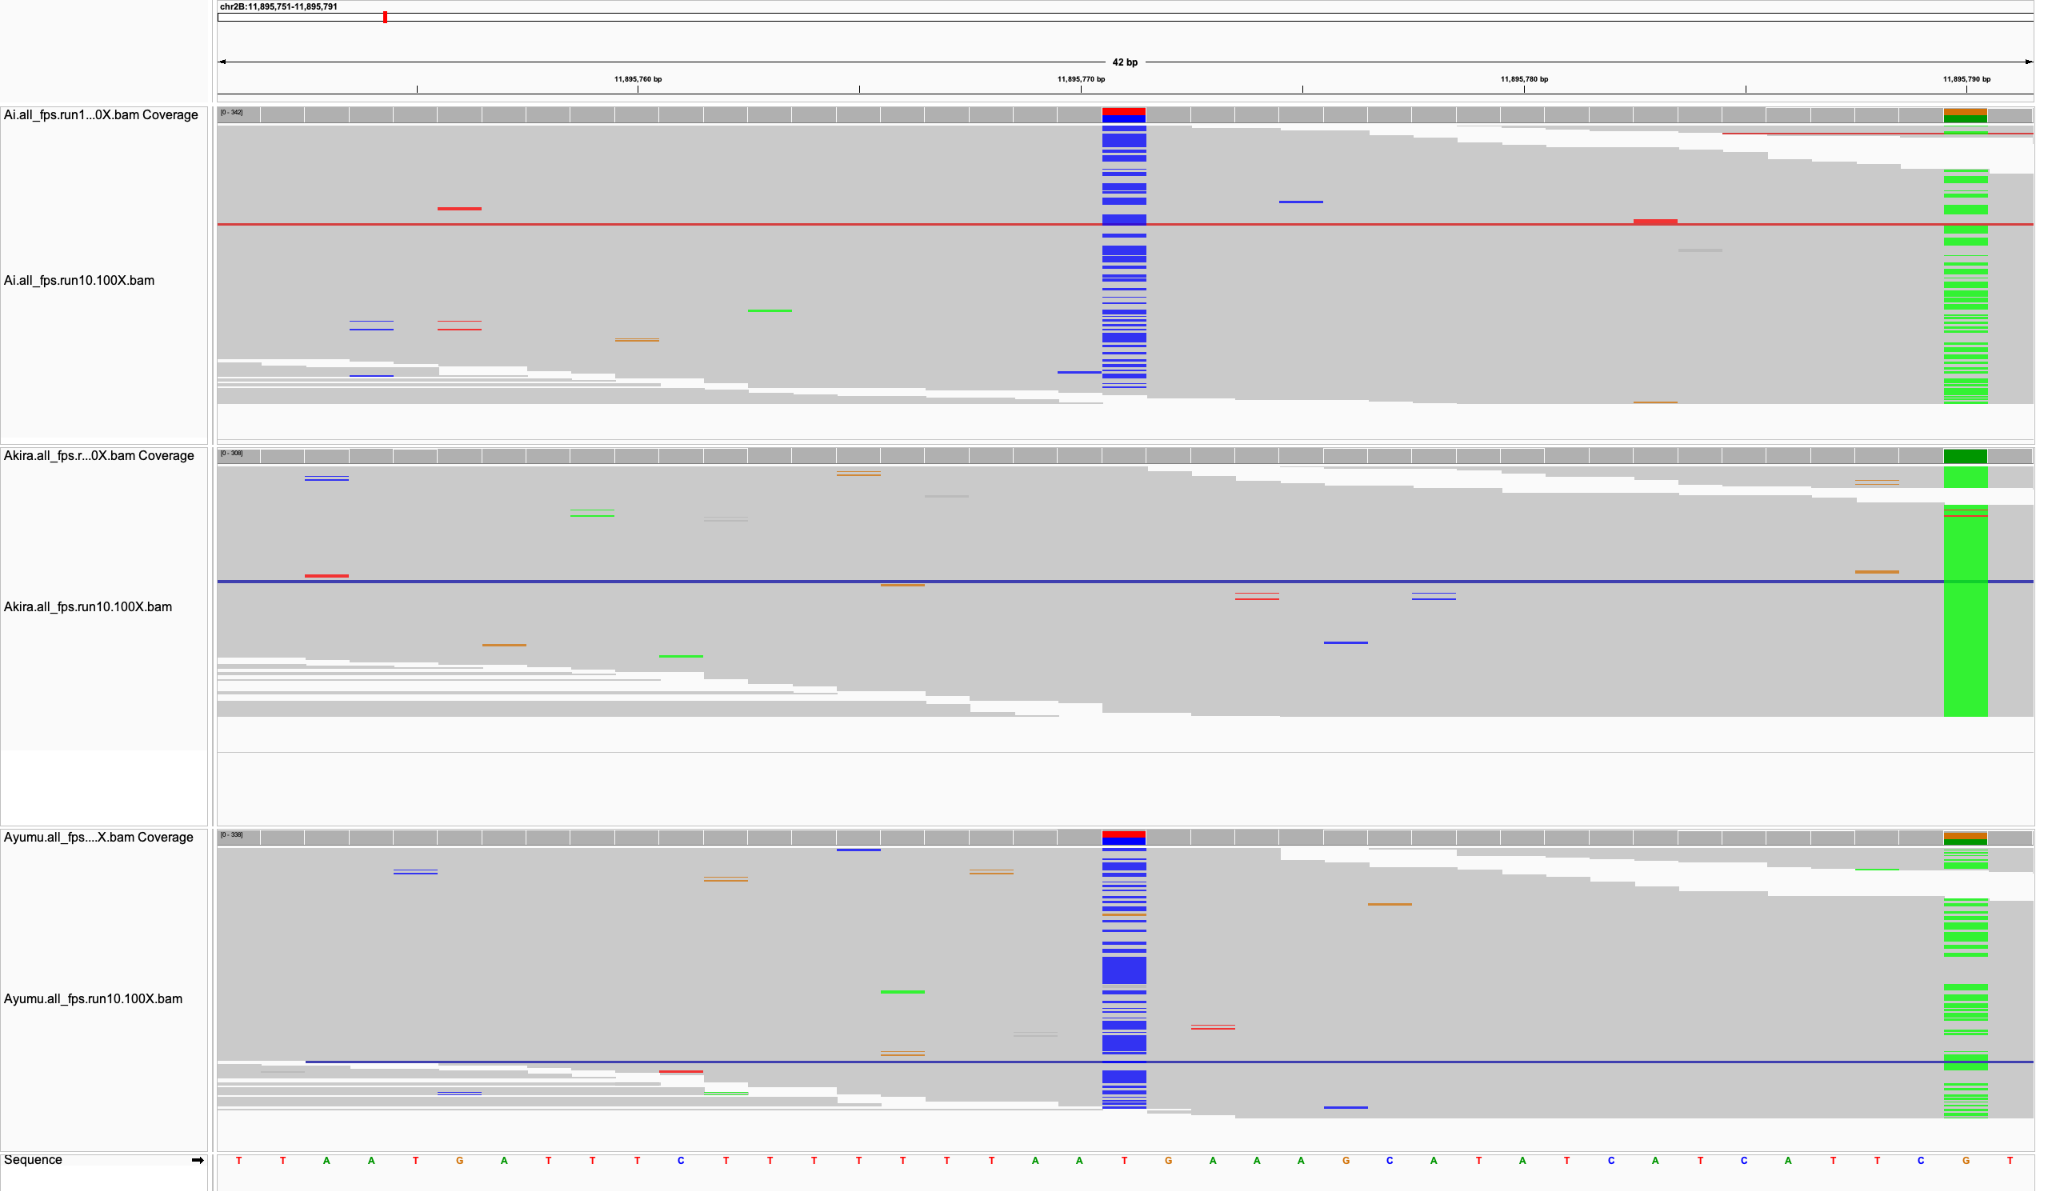 chr2B:11,895,751-11,895,791
42 bp
11,895,760 bp 11,895,770 bp 11,895,780 bp 11,895,790 bp
Ai.all_fps.run1...0X.bam Coverage
[0 - 342]
Ai.all_fps.run10.100X.bam
Akira.all_fps.r...0X.bam Coverage
[0 - 308]
Akira.all_fps.run10.100X.bam
Ayumu.all_fps....X.bam Coverage
[0 - 338]
Ayumu.all_fps.run10.100X.bam
Sequence T T A A T G A T T T C T T T T T T T A A T G A A A G C A T A T C A T C A T T C G T